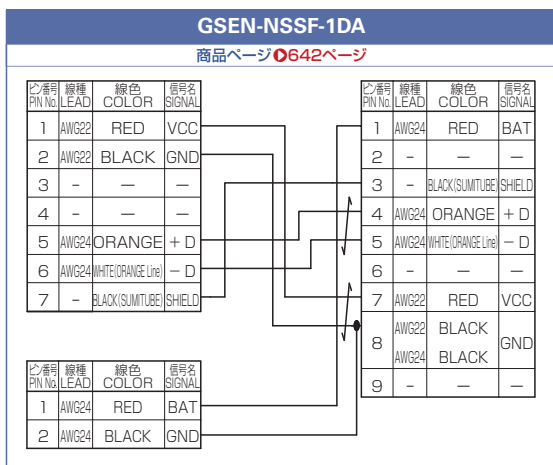 GSEN-NSSF-1DA
商品ページ❶642ページ
ピン番号 線種 線色 信号名
PIN No. LEAD COLOR SIGNAL
1 AWG22 RED VCC
2 AWG22 BLACK GND
3 - — —
4 - — —
5 AWG24 ORANGE + D
6 AWG24 WHITE(ORANGE Line) − D
7 - BLACK(SUMITUBE) SHIELD
ピン番号 線種 線色 信号名
PIN No. LEAD COLOR SIGNAL
1 AWG24 RED BAT
2 AWG24 BLACK GND
ピン番号 線種 線色 信号名
PIN No. LEAD COLOR SIGNAL
1 AWG24 RED BAT
2 - — —
3 - BLACK(SUMITUBE) SHIELD
4 AWG24 ORANGE + D
5 AWG24 WHITE(ORANGE Line) − D
6 - — —
7 AWG22 RED VCC
8 AWG22 BLACK GND
AWG24 BLACK
9 - — —